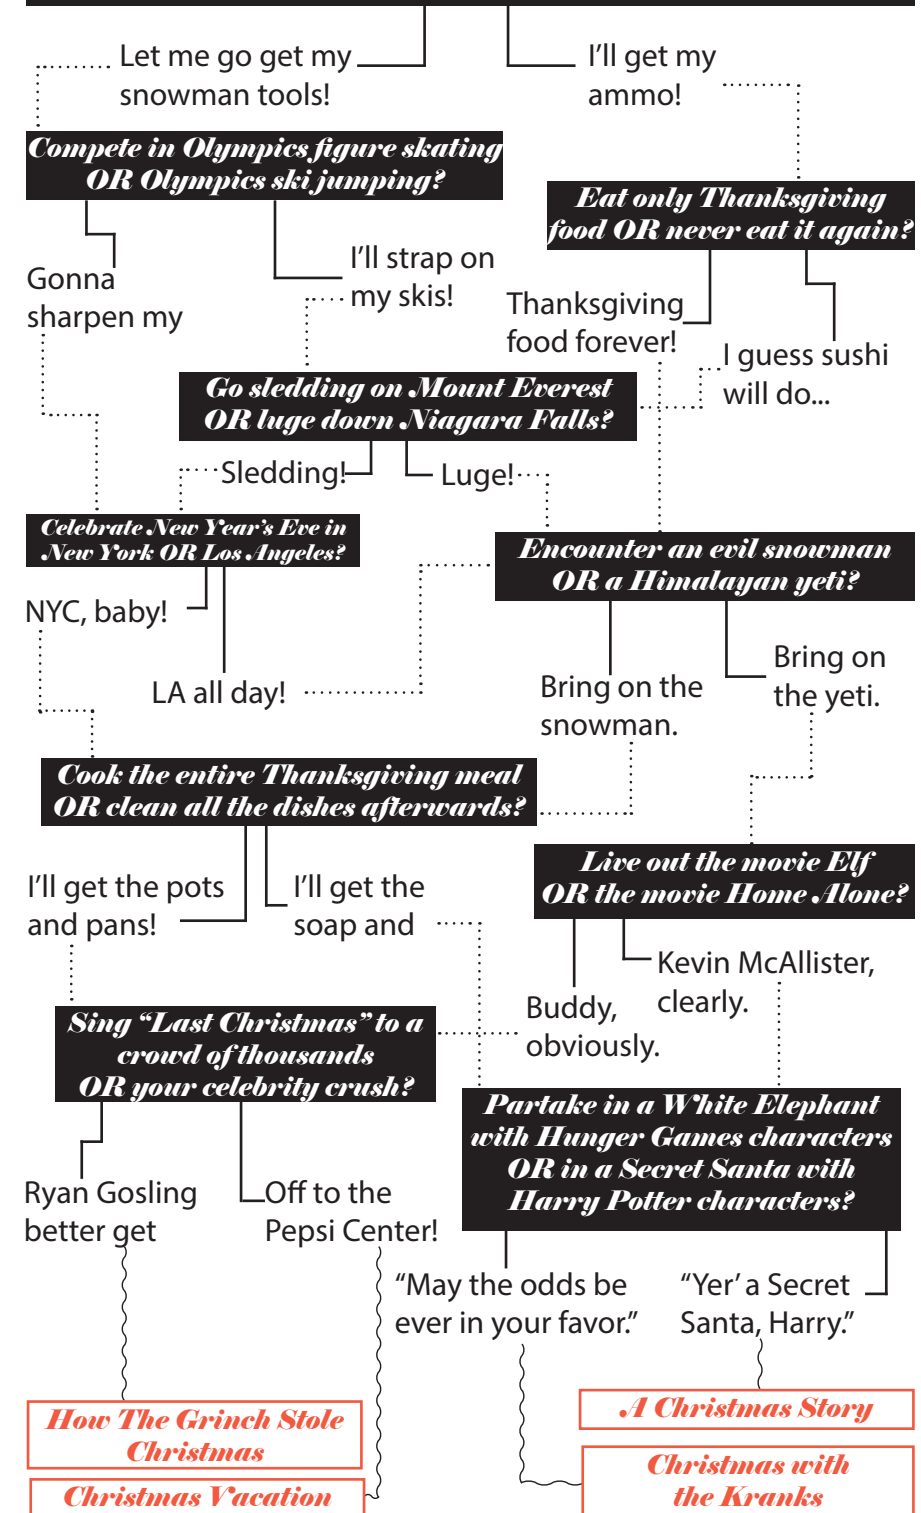 Let me go get my
snowman tools!
I'll get my
ammo!
Compete in Olympics figure skating
OR Olympics ski jumping?
Eat only Thanksgiving
food OR never eat it again?
Gonna
sharpen my
I'll strap on
my skis!
Thanksgiving
food forever!
I guess sushi
will do...
Go sledding on Mount Everest
OR luge down Niagara Falls?
Sledding!
Luge!
Celebrate New Year's Eve in
New York OR Los Angeles?
Encounter an evil snowman
OR a Himalayan yeti?
NYC, baby!
LA all day!
Bring on the
snowman.
Bring on
the yeti.
Cook the entire Thanksgiving meal
OR clean all the dishes afterwards?
Live out the movie Elf
OR the movie Home Alone?
I'll get the pots
and pans!
I'll get the
soap and
Kevin McAllister,
clearly.
Buddy,
obviously.
Sing “Last Christmas” to a
crowd of thousands
OR your celebrity crush?
Partake in a White Elephant
with Hunger Games characters
OR in a Secret Santa with
Harry Potter characters?
Ryan Gosling
better get
Off to the
Pepsi Center!
“May the odds be
ever in your favor.”
“Yer' a Secret
Santa, Harry.”
How The Grinch Stole
Christmas
A Christmas Story
Christmas Vacation
Christmas with
the Kranks